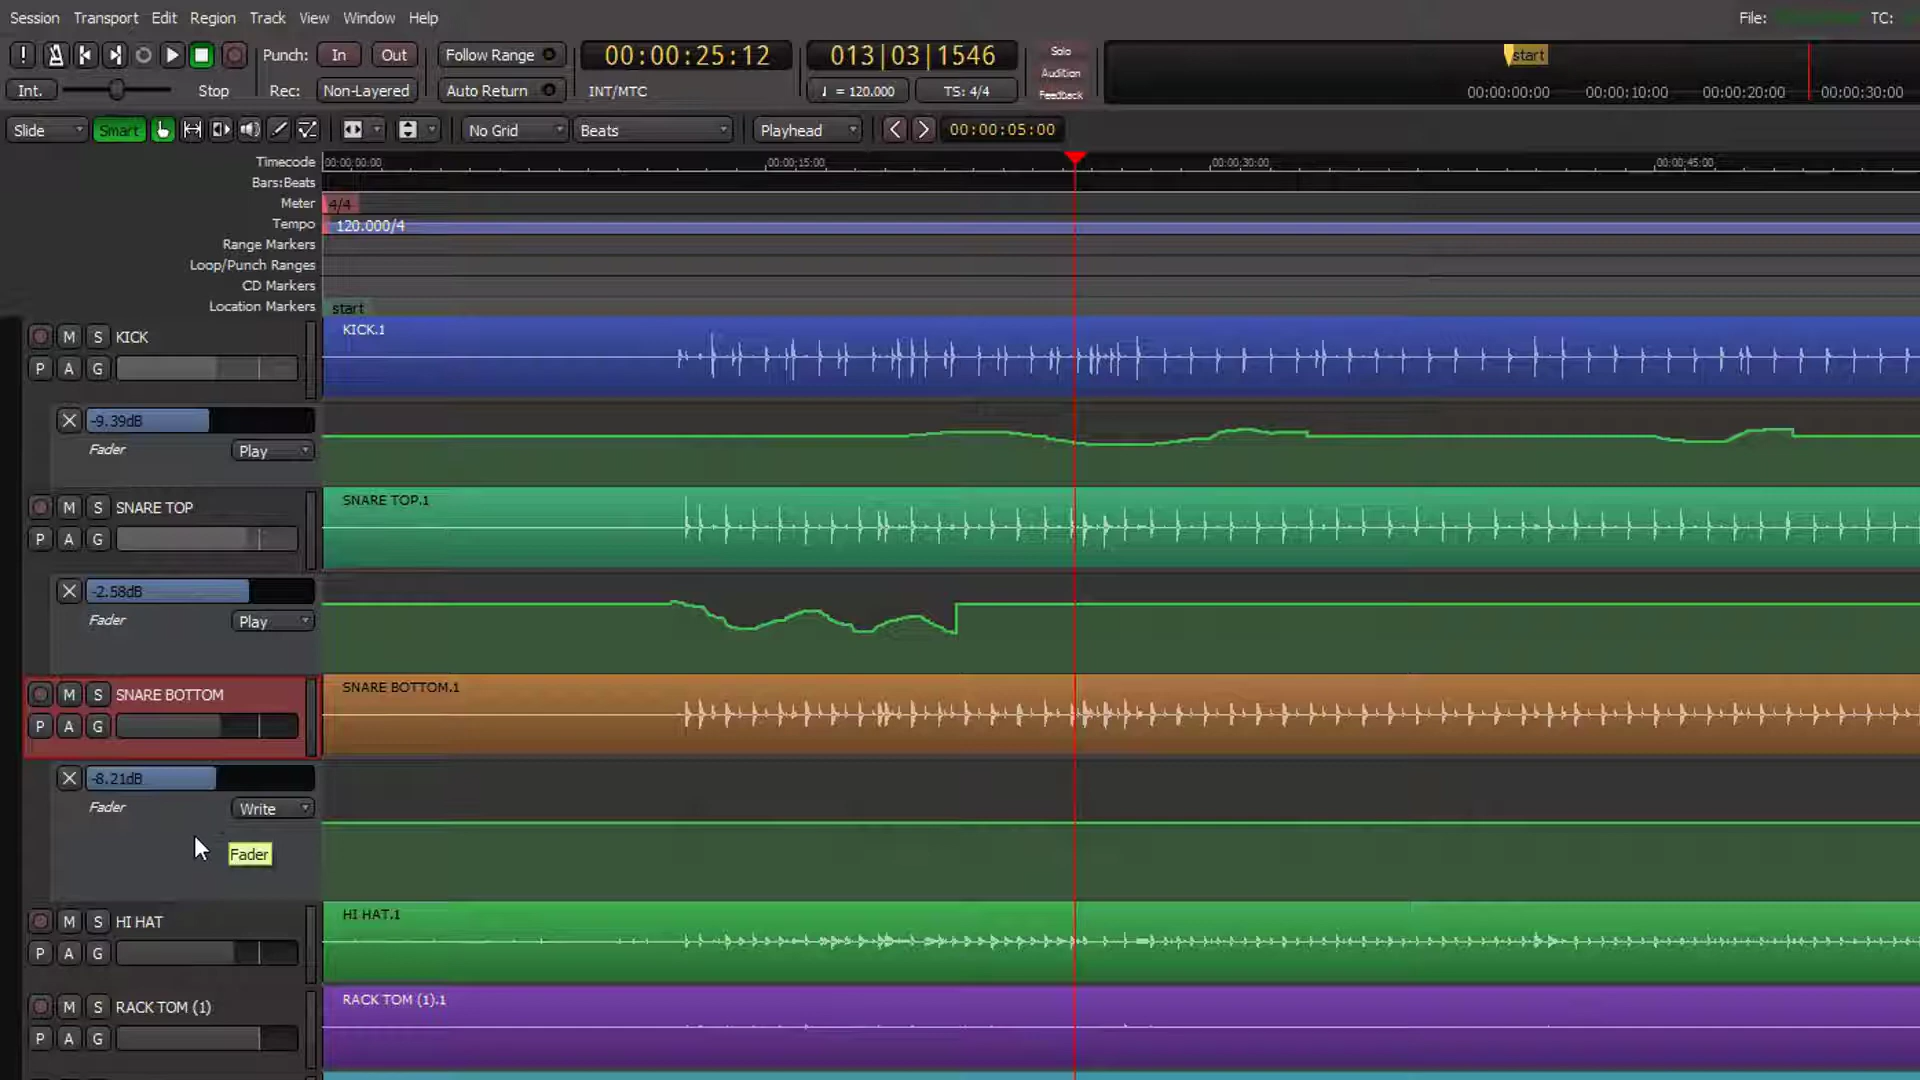 Session Transport Edit Region Track View Window Help File: TC:
Punch: In Out Follow Range 00:00:25:12 013|03|1546 Solo start
Audition
Int. Stop Rec: Non-Layered Auto Return INT/MTC ♩ = 120.000 TS: 4/4 Feedback 00:00:00:00 00:00:10:00 00:00:20:00 00:00:30:00
Slide Smart No Grid Beats Playhead 00:00:05:00
Timecode 00:00:00:00 00:00:15:00 00:00:30:00 00:00:45:00
Bars:Beats
Meter 4/4
Tempo 120.000/4
Range Markers
Loop/Punch Ranges
CD Markers
Location Markers start
M S KICK KICK.1
P A G
-9.39dB
Fader Play
M S SNARE TOP SNARE TOP.1
P A G
-2.58dB
Fader Play
M S SNARE BOTTOM SNARE BOTTOM.1
P A G
-8.21dB
Fader Write
Fader
M S HI HAT HI HAT.1
P A G
M S RACK TOM (1) RACK TOM (1).1
P A G